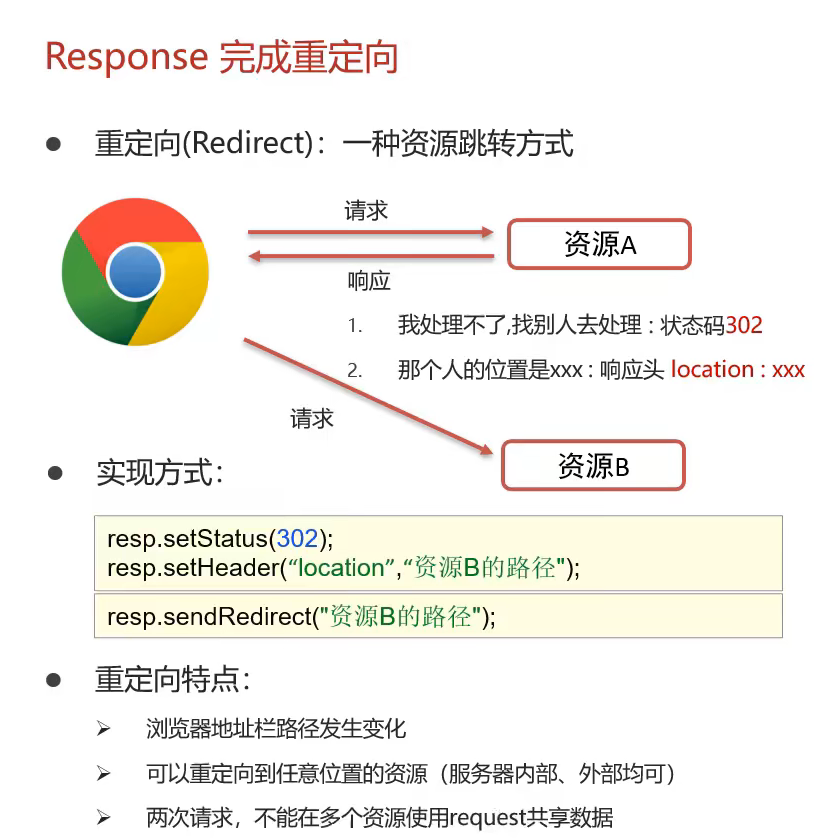 Response 完成重定向
重定向(Redirect)：一种资源跳转方式
请求
资源A
响应
1. 我处理不了,找别人去处理 : 状态码302
2. 那个人的位置是xxx : 响应头 location : xxx
请求
资源B
实现方式：
resp.setStatus(302);
resp.setHeader(“location”,“资源B的路径");
resp.sendRedirect("资源B的路径");
重定向特点：
浏览器地址栏路径发生变化
可以重定向到任意位置的资源（服务器内部、外部均可）
两次请求，不能在多个资源使用request共享数据